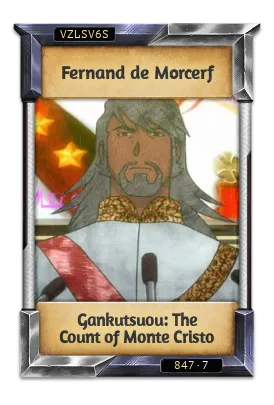 VZLSV6S
Fernand de Morcerf
Gankutsuou: The
Count of Monte Cristo
847·7